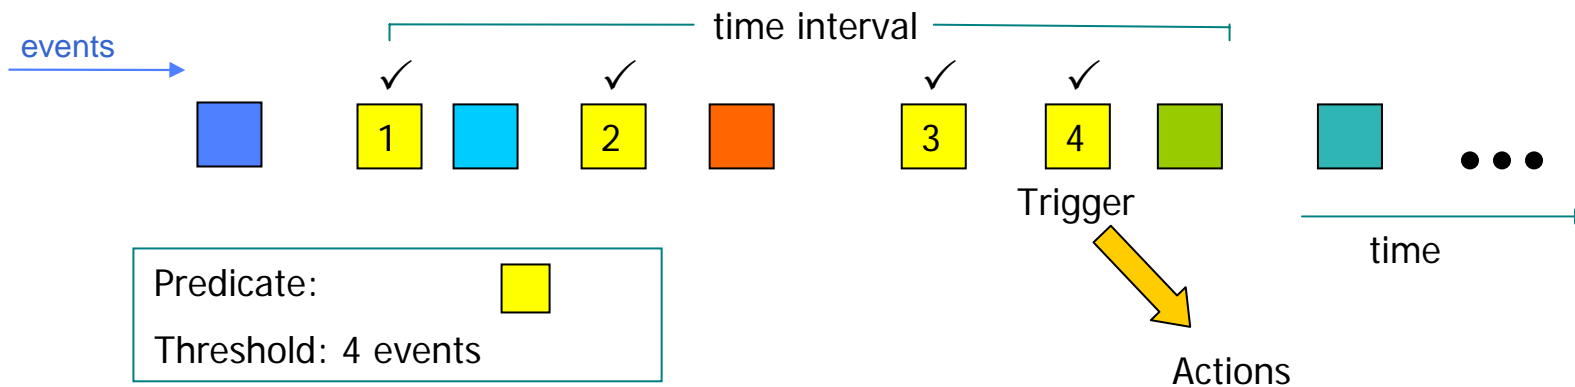 time interval
events
✓ ✓ ✓ ✓
1 2 3 4
Trigger
time
Predicate:
Threshold: 4 events
Actions